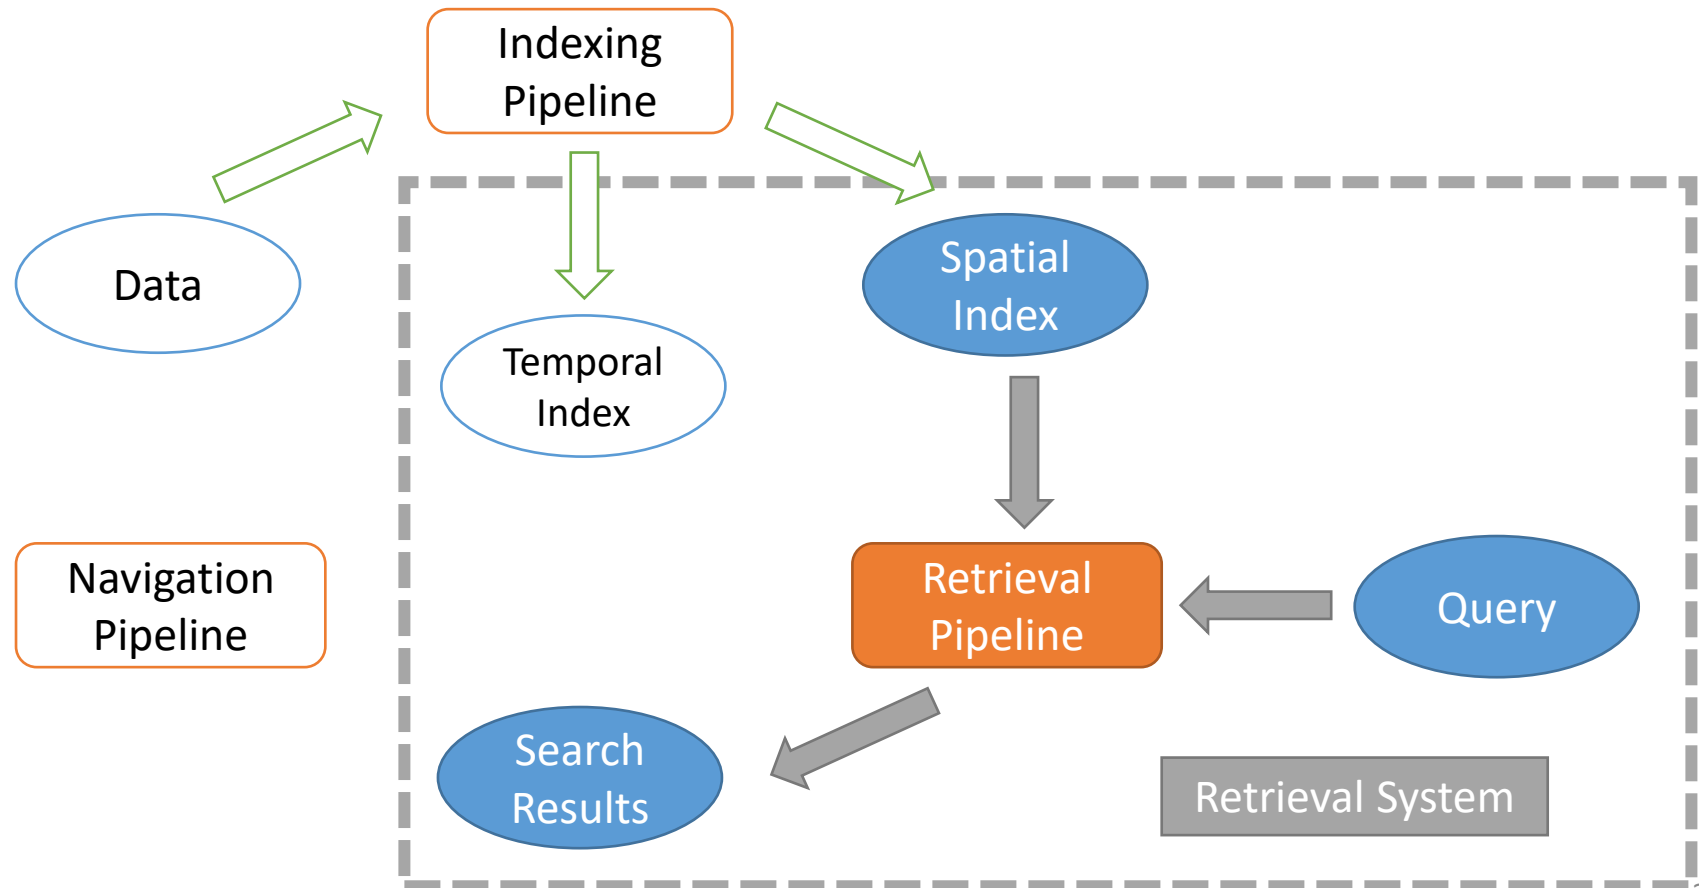 Indexing
Pipeline
Data
Spatial
Index
Temporal
Index
Navigation
Pipeline
Retrieval
Pipeline
Query
Search
Results
Retrieval System